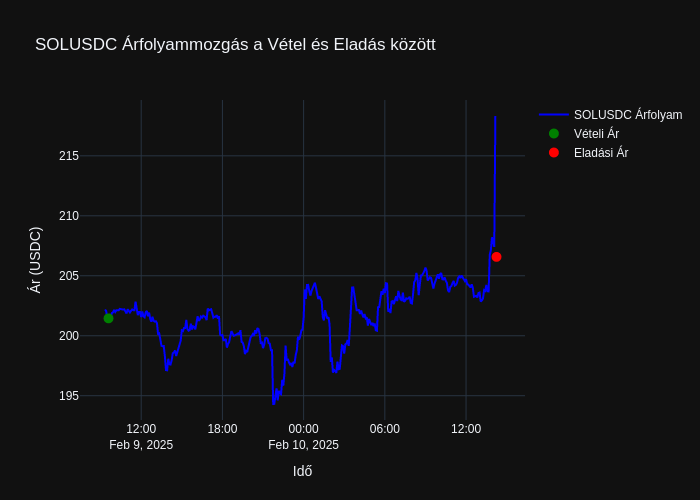 SOLUSDC Árfolyammozgás a Vétel és Eladás között
SOLUSDC Árfolyam
Vételi Ár
Eladási Ár
Ár (USDC)
215
210
205
200
195
12:00
Feb 9, 2025
18:00
00:00
Feb 10, 2025
06:00
12:00
Idő